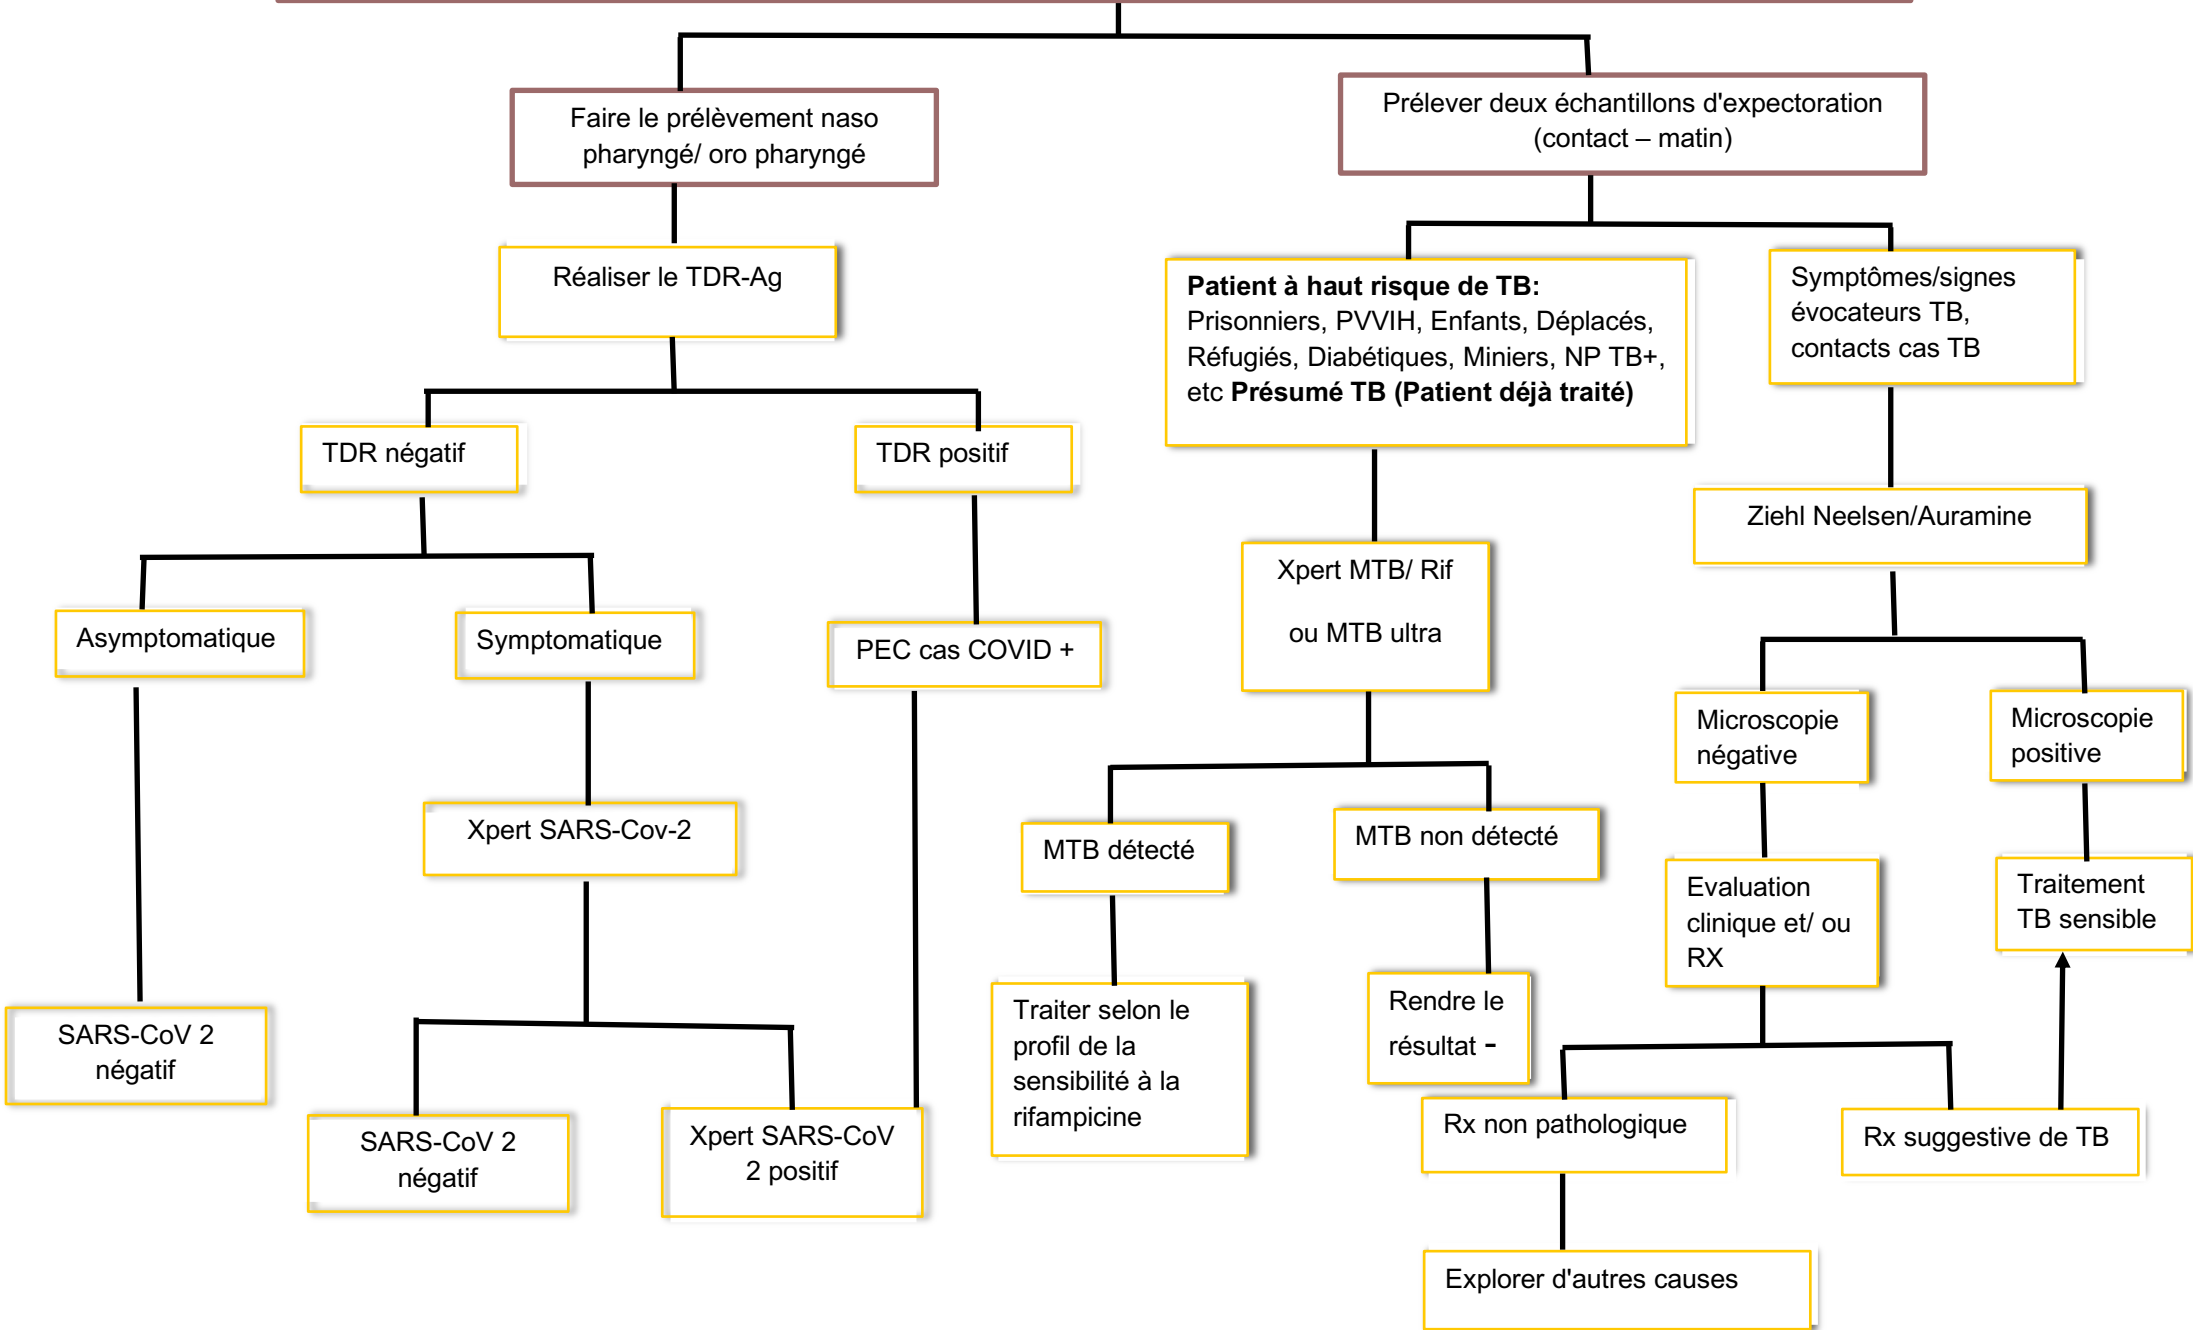 Faire le prélèvement naso
pharyngé/ oro pharyngé
Prélever deux échantillons d'expectoration
(contact – matin)
Réaliser le TDR-Ag
Patient à haut risque de TB:
Prisonniers, PVVIH, Enfants, Déplacés,
Réfugiés, Diabétiques, Miniers, NP TB+,
etc Présumé TB (Patient déjà traité)
Symptômes/signes
évocateurs TB,
contacts cas TB
TDR négatif
TDR positif
Ziehl Neelsen/Auramine
Xpert MTB/ Rif
ou MTB ultra
Asymptomatique
Symptomatique
PEC cas COVID +
Microscopie
négative
Microscopie
positive
Xpert SARS-Cov-2
MTB détecté
MTB non détecté
Evaluation
clinique et/ ou
RX
Traitement
TB sensible
SARS-CoV 2
négatif
Traiter selon le
profil de la
sensibilité à la
rifampicine
Rendre le
résultat -
SARS-CoV 2
négatif
Xpert SARS-CoV
2 positif
Rx non pathologique
Rx suggestive de TB
Explorer d'autres causes